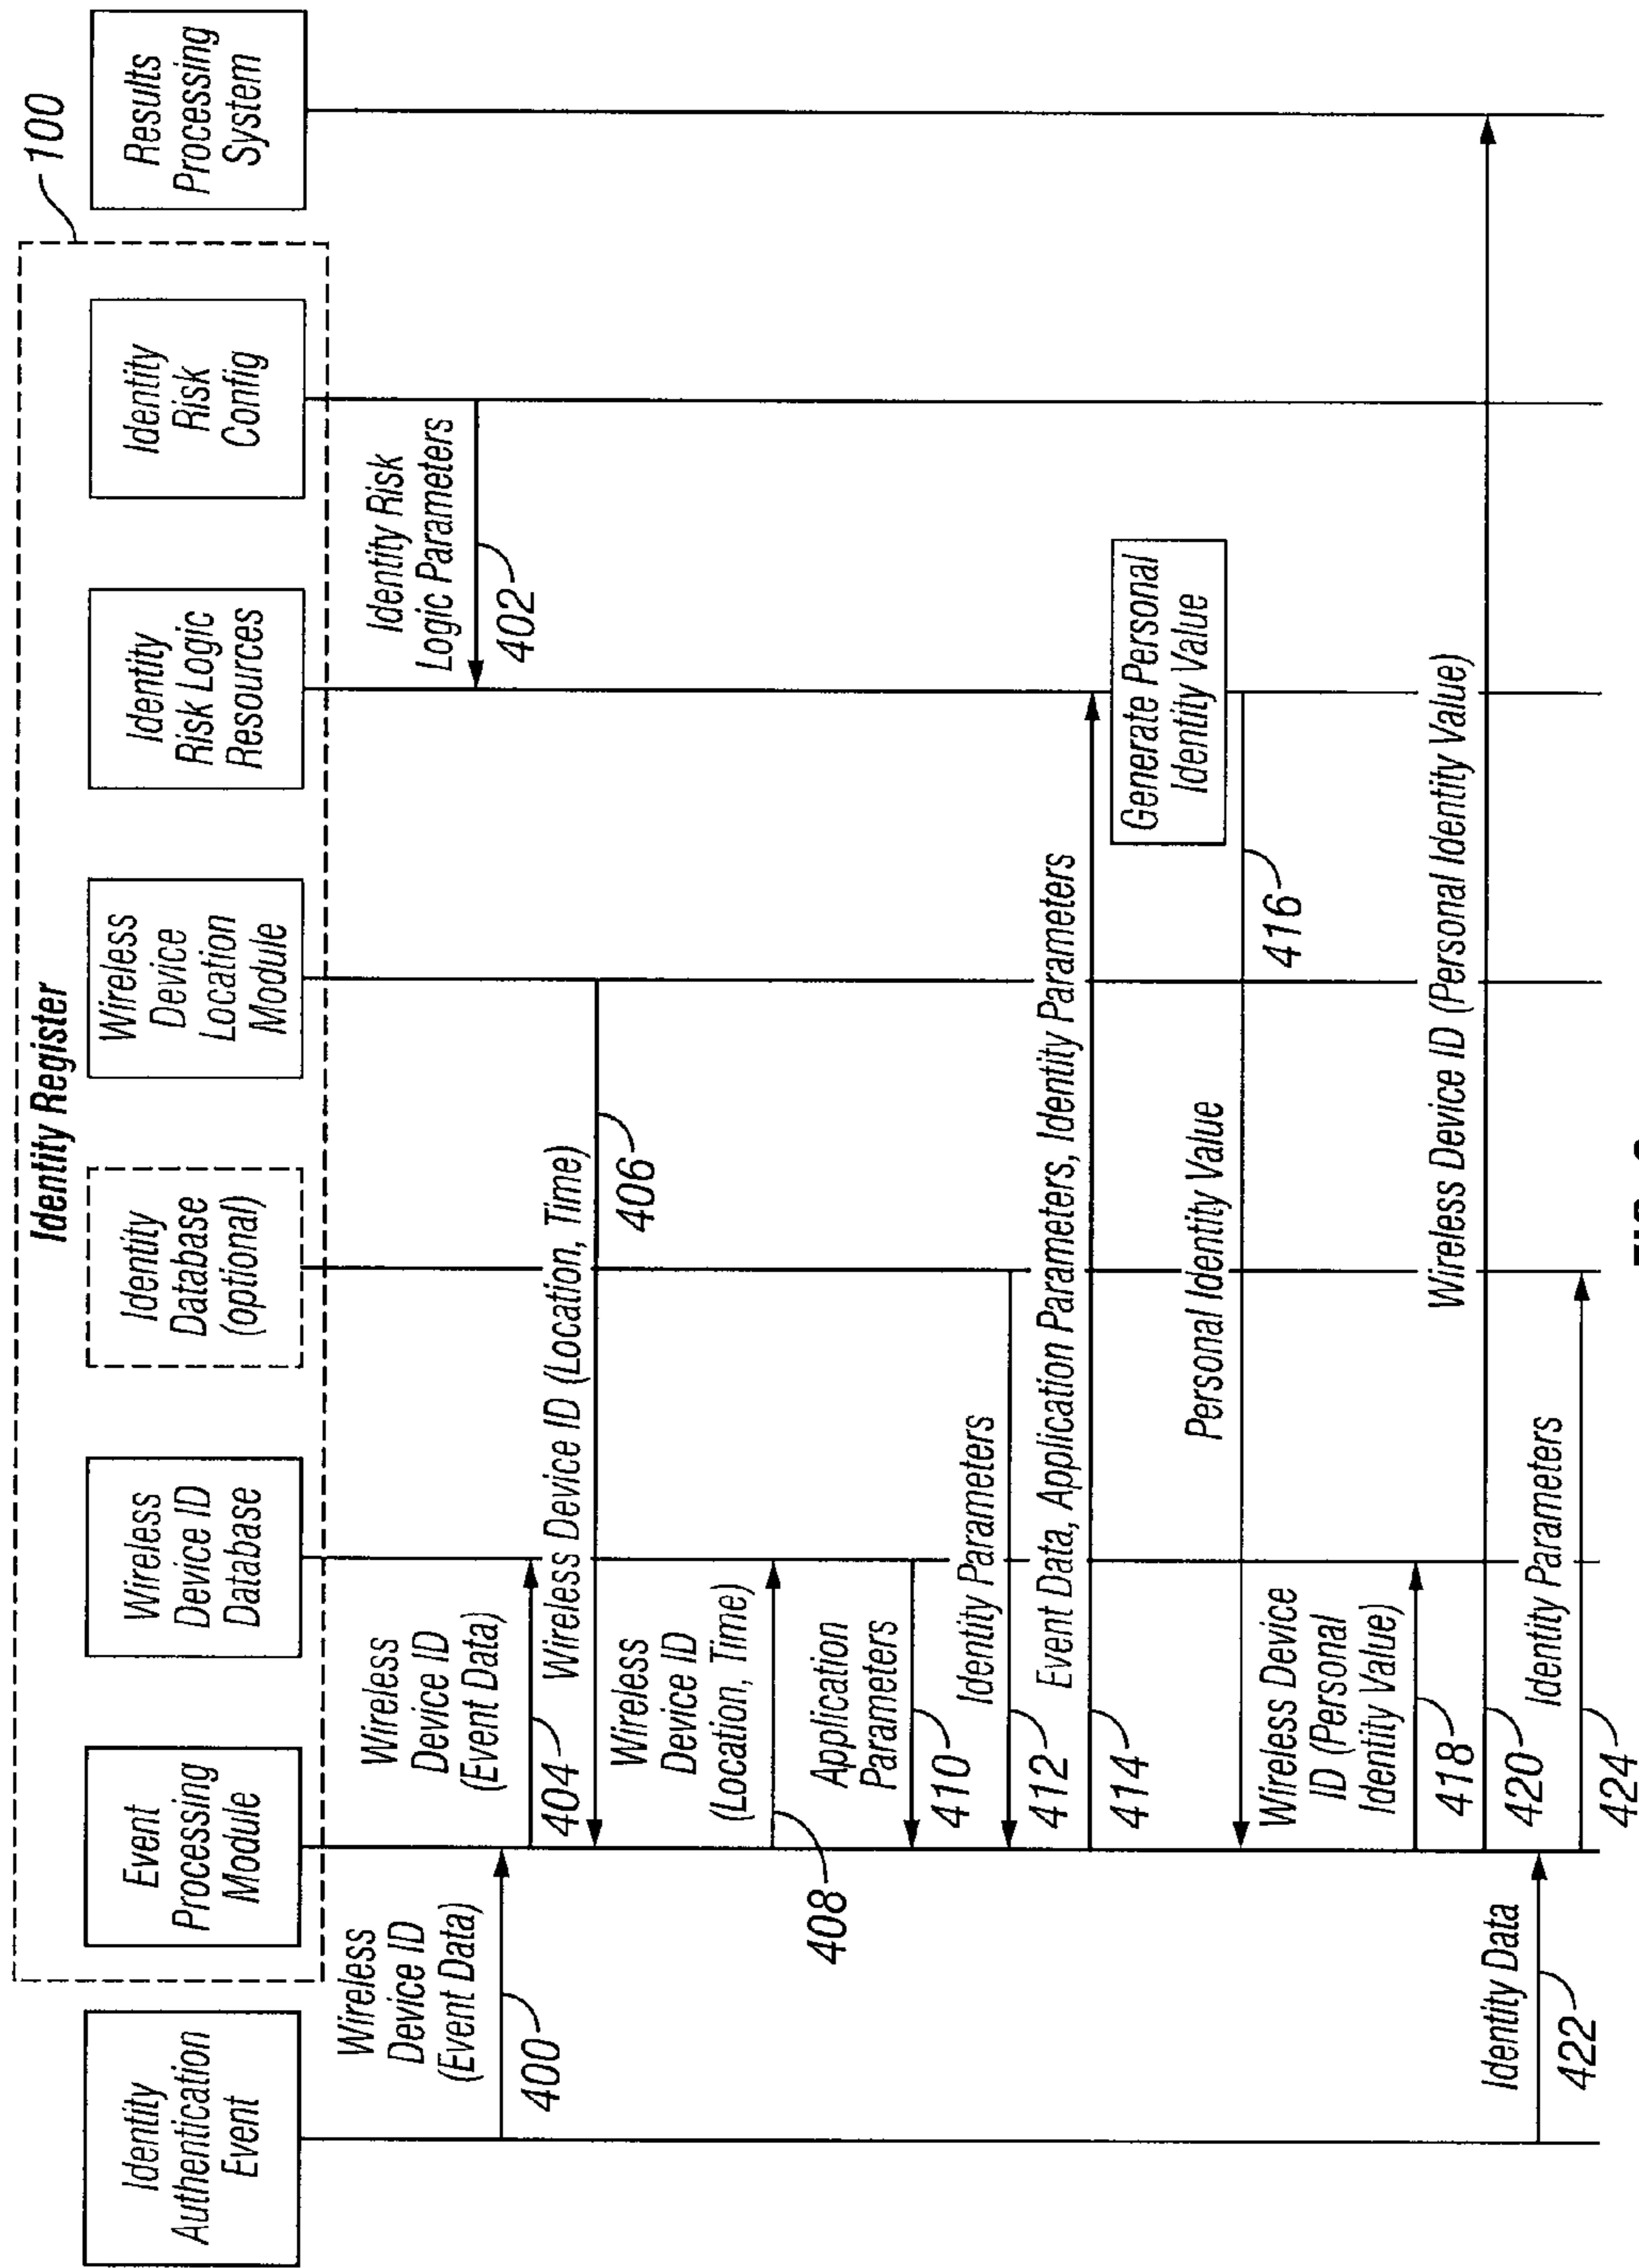 Identity Register
100
Identity
Authentication
Event
Event
Processing
Module
Wireless
Device ID
Database
Identity
Database
(optional)
Wireless
Device
Location
Module
Identity
Risk Logic
Resources
Identity
Risk
Config
Results
Processing
System
Wireless
Device ID
(Event Data)
400
Identity Risk
Logic Parameters
402
Wireless
Device ID
(Event Data)
404
Wireless Device ID (Location, Time)
406
Wireless
Device ID
(Location, Time)
408
Application
Parameters
410
Identity Parameters
412
Event Data, Application Parameters, Identity Parameters
414
Generate Personal
Identity Value
Personal Identity Value
416
Wireless Device
ID (Personal
Identity Value)
418
Wireless Device ID (Personal Identity Value)
420
Identity Data
422
Identity Parameters
424